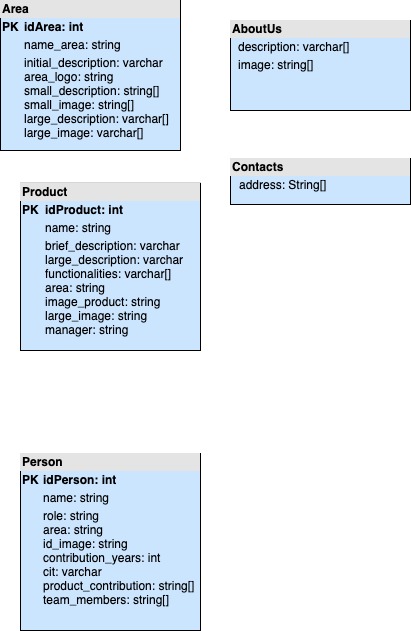 Area
PK idArea: int
name_area: string
initial_description: varchar
area_logo: string
small_description: string[]
small_image: string[]
large_description: varchar[]
large_image: varchar[]
AboutUs
description: varchar[]
image: string[]
Contacts
address: String[]
Product
PK idProduct: int
name: string
brief_description: varchar
large_description: varchar
functionalities: varchar[]
area: string
image_product: string
large_image: string
manager: string
Person
PK idPerson: int
name: string
role: string
area: string
id_image: string
contribution_years: int
cit: varchar
product_contribution: string[]
team_members: string[]